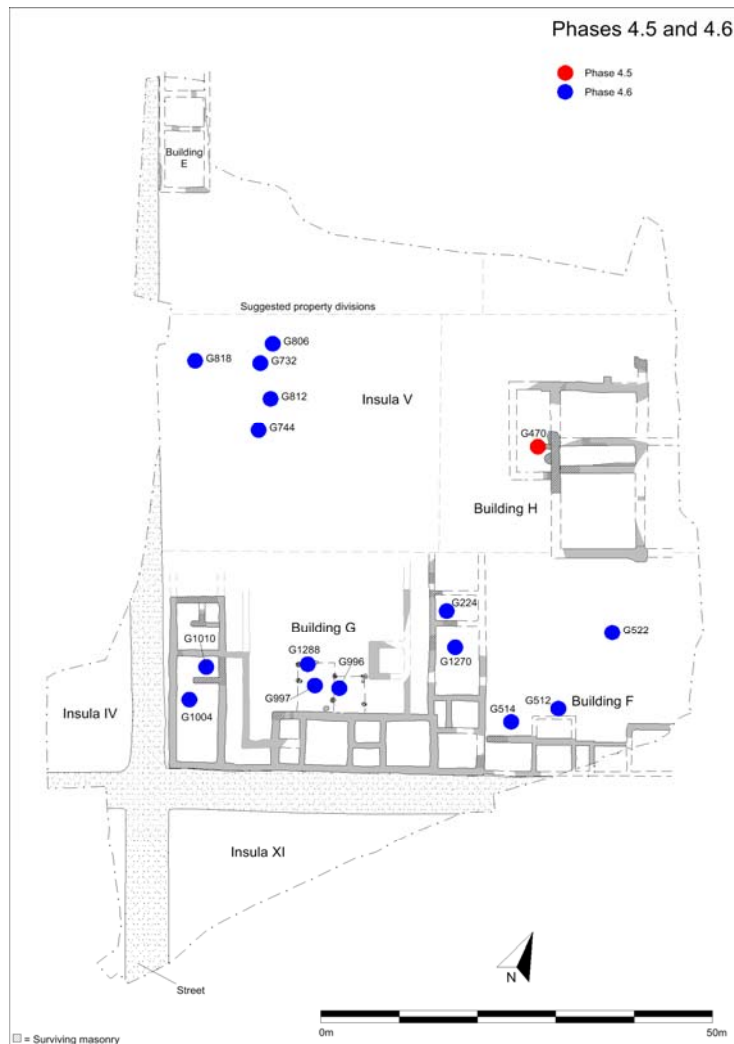 Phases 4.5 and 4.6
Phase 4.5
Phase 4.6
Building
E
Suggested property divisions
G806
G818
G732
G812
Insula V
G744
G470
Building H
G224
Building G
G1010
G1288
G996
G1270
G522
G997
G512
Building F
G514
Insula IV
G1004
Insula XI
N
Street
0m
50m
= Surviving masonry